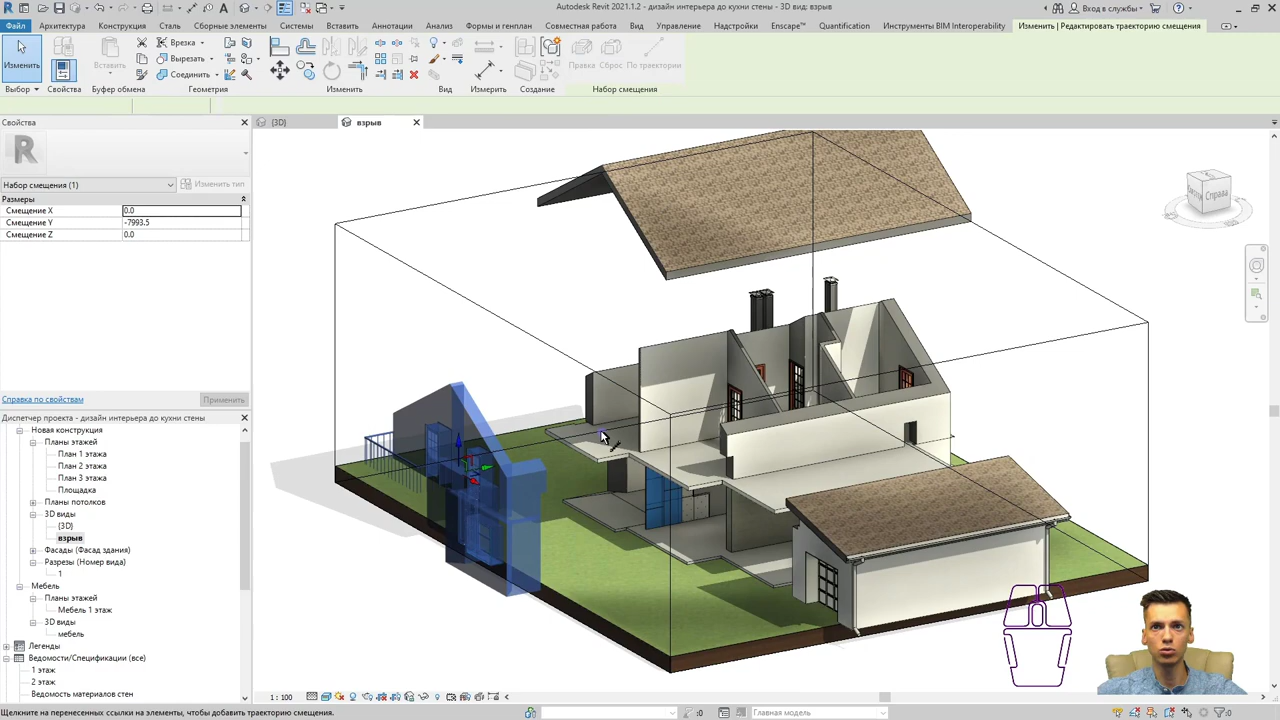 Autodesk Revit 2021.1.2 - дизайн интерьера до кухни стены - 3D вид: взрыв
Вход в службы
Файл Архитектура Конструкция Сталь Сборные элементы Системы Вставить Аннотации Анализ Формы и генплан Совместная работа Вид Управление Надстройки Enscape™ Quantification Инструменты BIM Interoperability Изменить | Редактировать траекторию смещения
Изменить Вставить Врезка Правка Сброс По траектории
Вырезать
Соединить
Выбор Свойства Буфер обмена Геометрия Изменить Вид Измерить Создание Набор смещения
Свойства
{3D} взрыв
Набор смещения (1) Изменить тип
Размеры
Смещение X 0.0
Смещение Y -7993.5
Смещение Z 0.0
Справка по свойствам Применить
Диспетчер проекта - дизайн интерьера до кухни стены
Новая конструкция
Планы этажей
План 1 этажа
План 2 этажа
План 3 этажа
Площадка
Планы потолков
3D виды
{3D}
взрыв
Фасады (Фасад здания)
Разрезы (Номер вида)
1
Мебель
Планы этажей
Мебель 1 этаж
3D виды
мебель
Легенды
Ведомости/Спецификации (все)
1 этаж
2 этаж
Ведомость материалов стен
Справа
1 : 100
Щелкните на перенесенных ссылки на элементы, чтобы добавить траекторию смещения.
:0 Главная модель :0